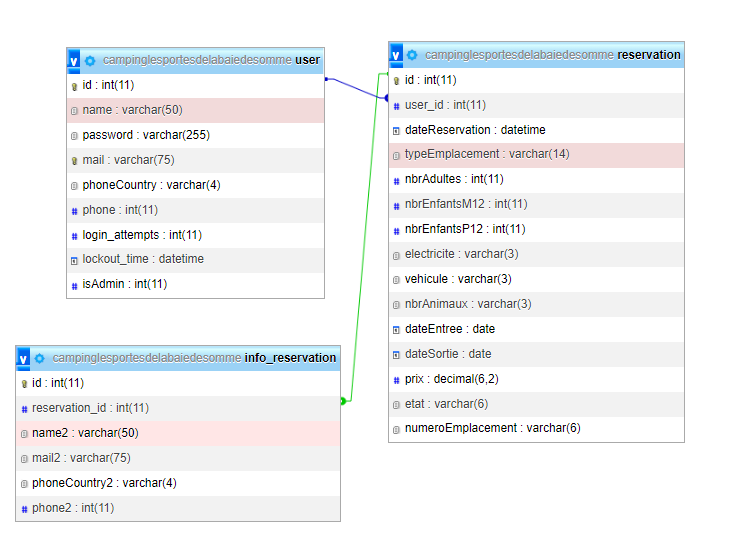 campinglesportesdelabaiedesomme user
id : int(11)
name : varchar(50)
password : varchar(255)
mail : varchar(75)
phoneCountry : varchar(4)
phone : int(11)
login_attempts : int(11)
lockout_time : datetime
isAdmin : int(11)
campinglesportesdelabaiedesomme reservation
id : int(11)
user_id : int(11)
dateReservation : datetime
typeEmplacement : varchar(14)
nbrAdultes : int(11)
nbrEnfantsM12 : int(11)
nbrEnfantsP12 : int(11)
electricite : varchar(3)
vehicule : varchar(3)
nbrAnimaux : varchar(3)
dateEntree : date
dateSortie : date
prix : decimal(6,2)
etat : varchar(6)
numeroEmplacement : varchar(6)
campinglesportesdelabaiedesomme info_reservation
id : int(11)
reservation_id : int(11)
name2 : varchar(50)
mail2 : varchar(75)
phoneCountry2 : varchar(4)
phone2 : int(11)